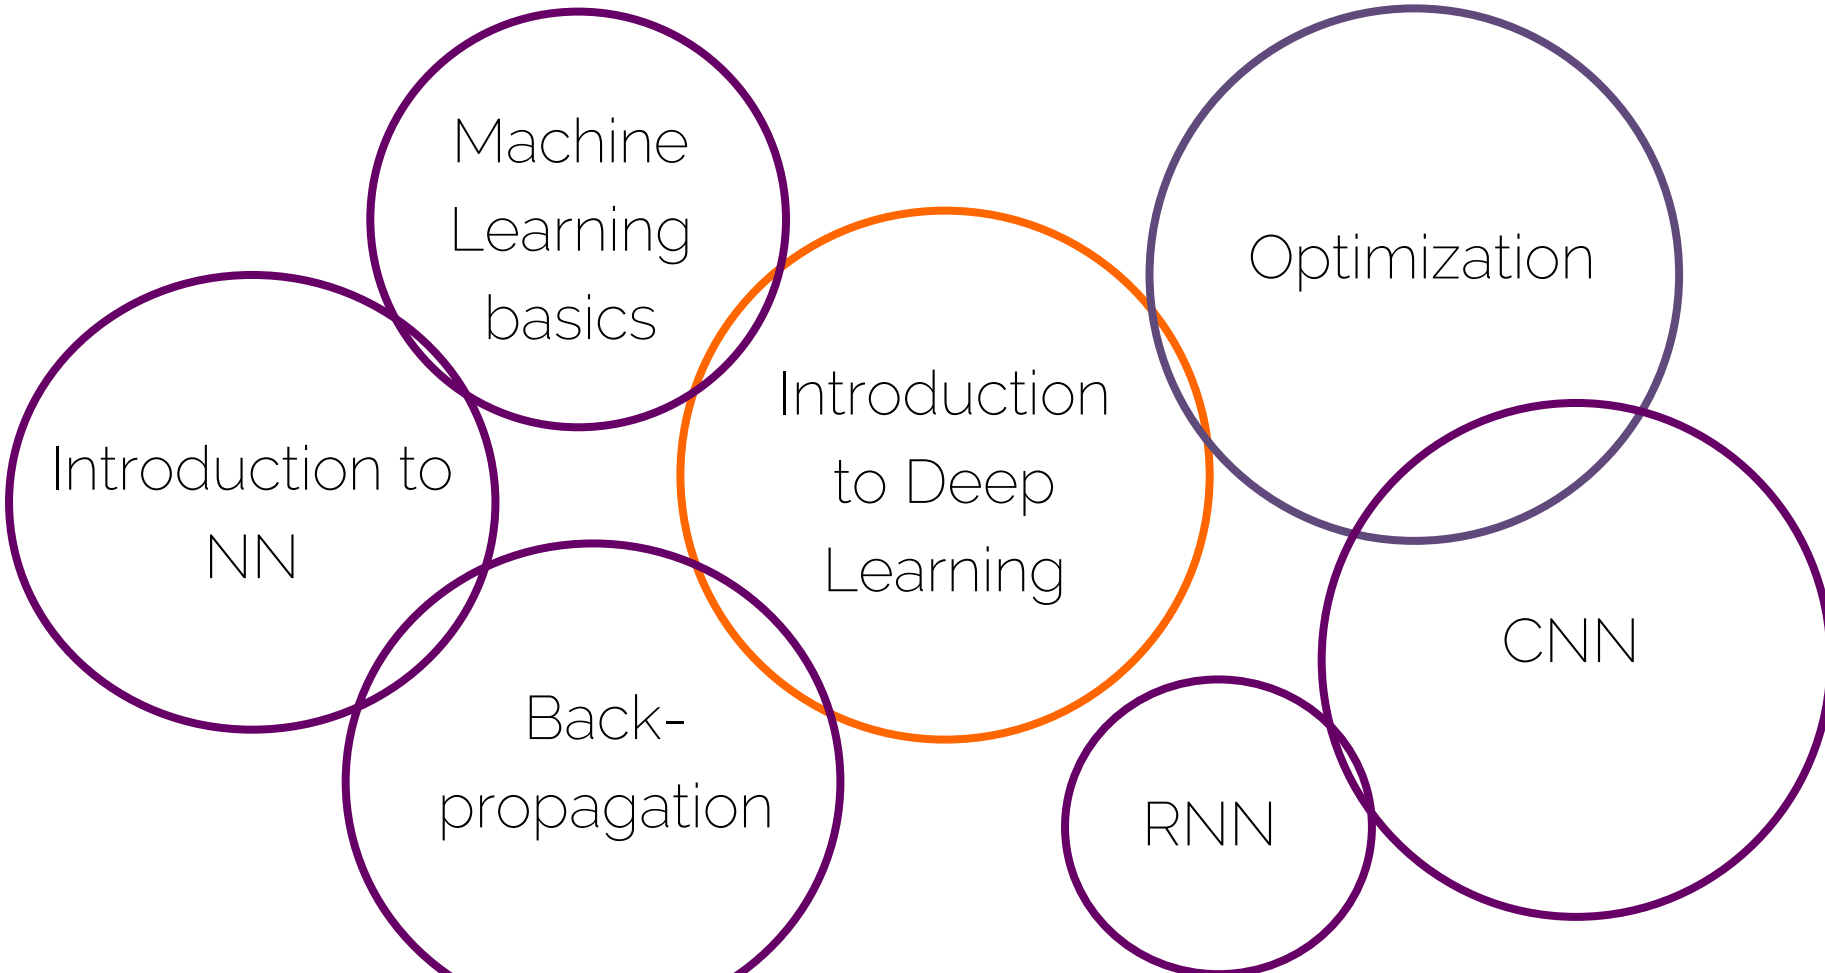 Machine
Learning
basics
Optimization
Introduction
to Deep
Learning
Introduction to
NN
CNN
Back-
propagation
RNN